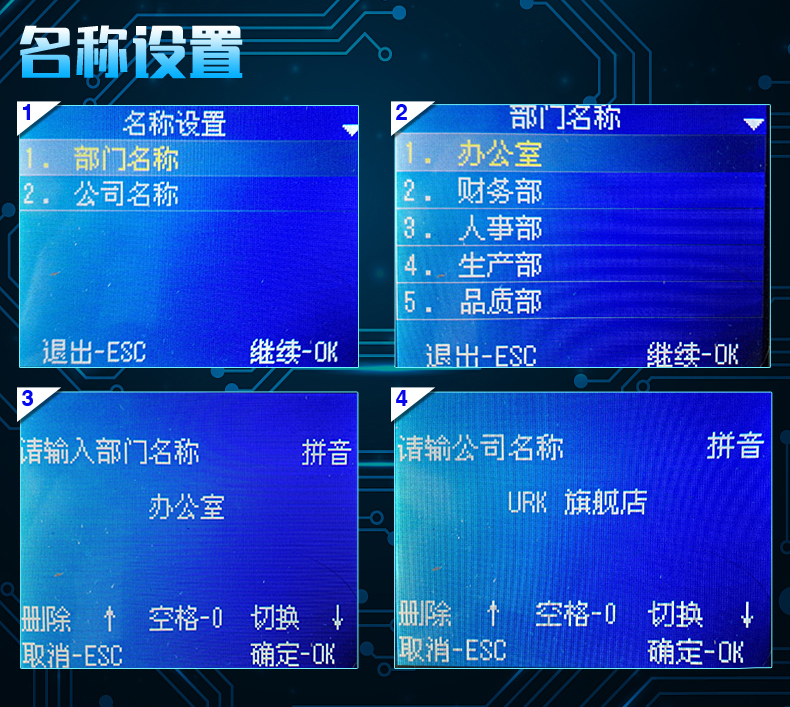 名称设置
1
名称设置
1. 部门名称
2. 公司名称
退出-ESC 继续-OK
2
部门名称
1. 办公室
2. 财务部
3. 人事部
4. 生产部
5. 品质部
退出-ESC 继续-OK
3
请输入部门名称 拼音
办公室
删除 ↑ 空格-0 切换 ↓
取消-ESC 确定-OK
4
请输公司名称 拼音
URK 旗舰店
删除 ↑ 空格-0 切换 ↓
取消-ESC 确定-OK